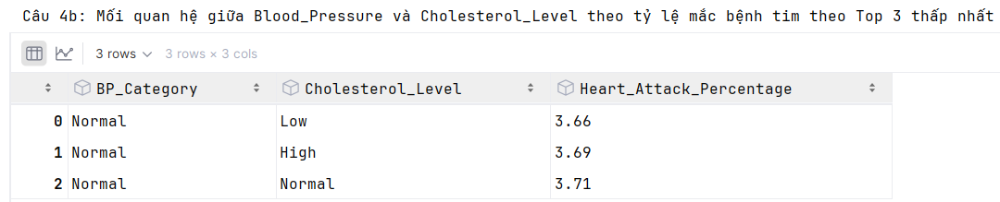 Câu 4b: Mối quan hệ giữa Blood_Pressure và Cholesterol_Level theo tỷ lệ mắc bệnh tim theo Top 3 thấp nhất
3 rows 3 rows × 3 cols
BP_Category Cholesterol_Level Heart_Attack_Percentage
0 Normal Low 3.66
1 Normal High 3.69
2 Normal Normal 3.71